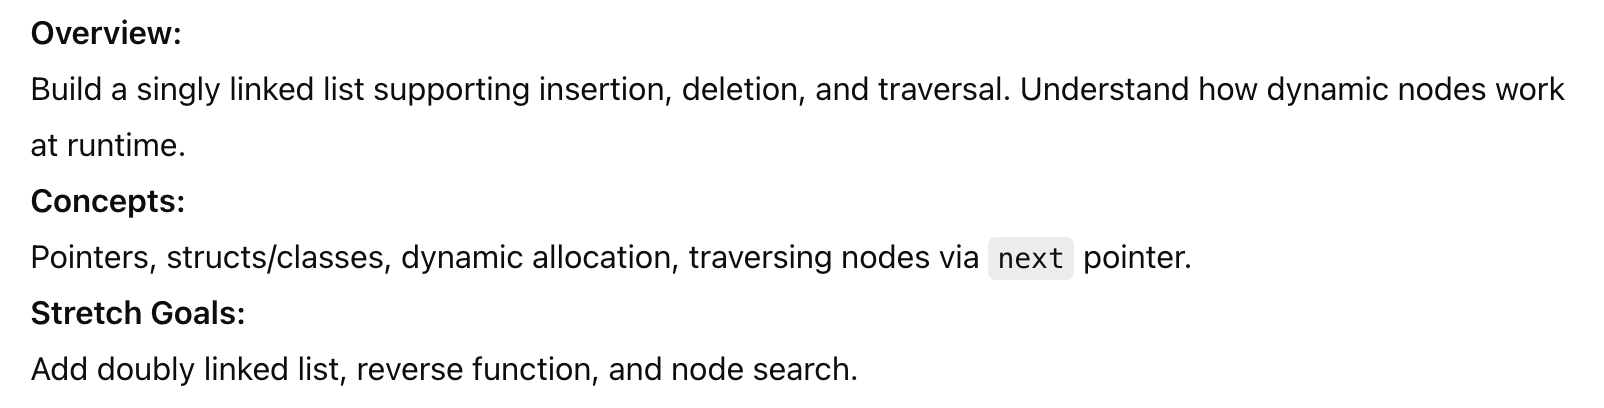 Overview:
Build a singly linked list supporting insertion, deletion, and traversal. Understand how dynamic nodes work
at runtime.
Concepts:
Pointers, structs/classes, dynamic allocation, traversing nodes via next pointer.
Stretch Goals:
Add doubly linked list, reverse function, and node search.